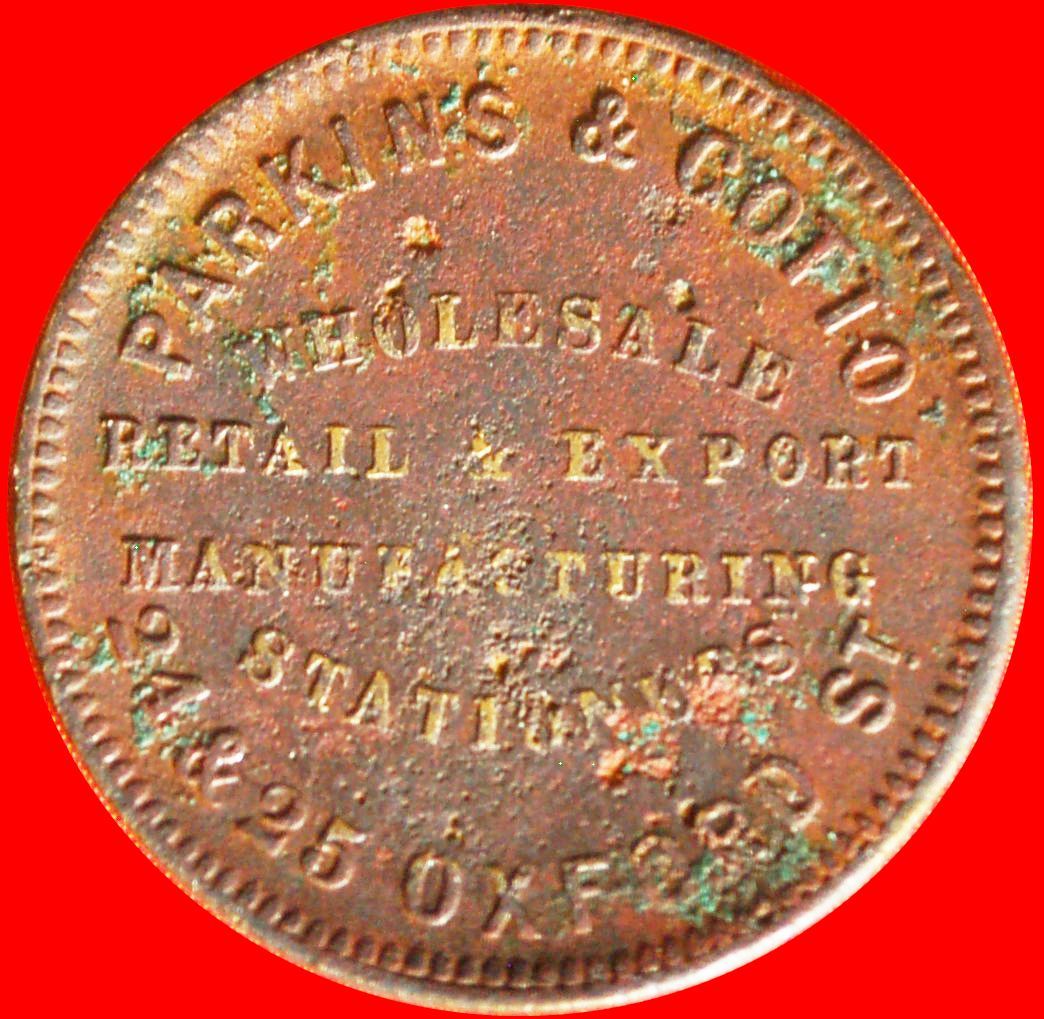 PARKINS & GOTTO
WHOLESALE
RETAIL & EXPORT
MANUFACTURING
STATIONERS
24 & 25 OXFORD ST